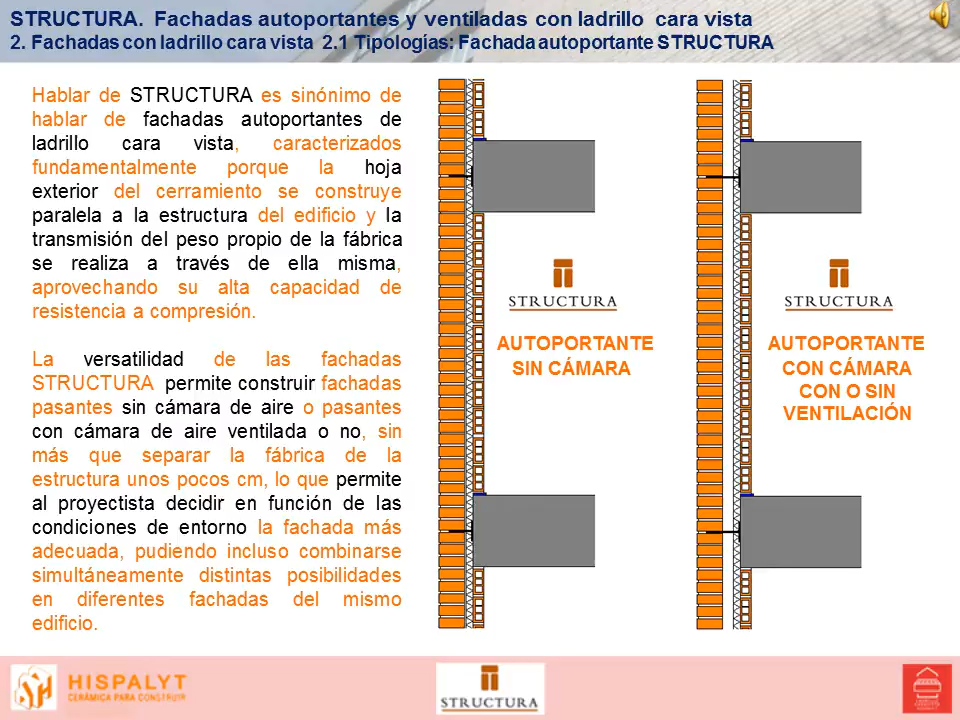 STRUCTURA. Fachadas autoportantes y ventiladas con ladrillo cara vista
2. Fachadas con ladrillo cara vista 2.1 Tipologías: Fachada autoportante STRUCTURA
Hablar de STRUCTURA es sinónimo de
hablar de fachadas autoportantes de
ladrillo cara vista, caracterizados
fundamentalmente porque la hoja
exterior del cerramiento se construye
paralela a la estructura del edificio y la
transmisión del peso propio de la fábrica
se realiza a través de ella misma,
aprovechando su alta capacidad de
resistencia a compresión.
La versatilidad de las fachadas
STRUCTURA permite construir fachadas
pasantes sin cámara de aire o pasantes
con cámara de aire ventilada o no, sin
más que separar la fábrica de la
estructura unos pocos cm, lo que permite
al proyectista decidir en función de las
condiciones de entorno la fachada más
adecuada, pudiendo incluso combinarse
simultáneamente distintas posibilidades
en diferentes fachadas del mismo
edificio.
STRUCTURA
AUTOPORTANTE
SIN CÁMARA
STRUCTURA
AUTOPORTANTE
CON CÁMARA
CON O SIN
VENTILACIÓN
HISPALYT
CERÁMICA PARA CONSTRUIR
STRUCTURA